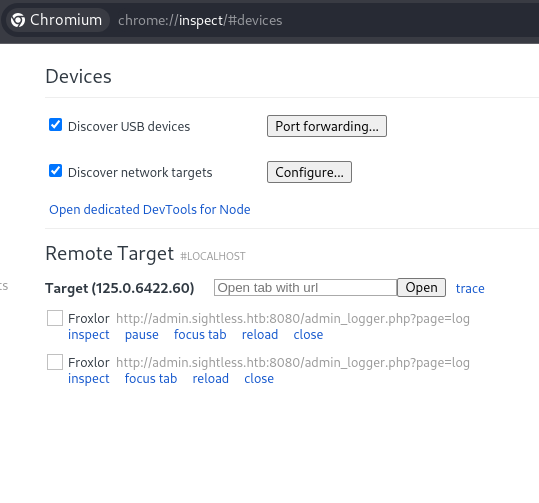 Chromium chrome://inspect/#devices
Devices
Discover USB devices Port forwarding...
Discover network targets Configure...
Open dedicated DevTools for Node
Remote Target #LOCALHOST
Target (125.0.6422.60) Open tab with url Open trace
Froxlor http://admin.sightless.htb:8080/admin_logger.php?page=log
inspect pause focus tab reload close
Froxlor http://admin.sightless.htb:8080/admin_logger.php?page=log
inspect focus tab reload close